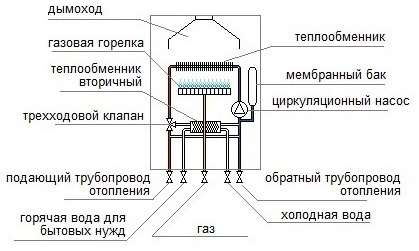 дымоход
газовая горелка
теплообменник
вторичный
трехходовой клапан
подающий трубопровод
отопления
горячая вода для
бытовых нужд
газ
теплообменник
мембранный бак
циркуляционный насос
обратный трубопровод
отопления
холодная вода